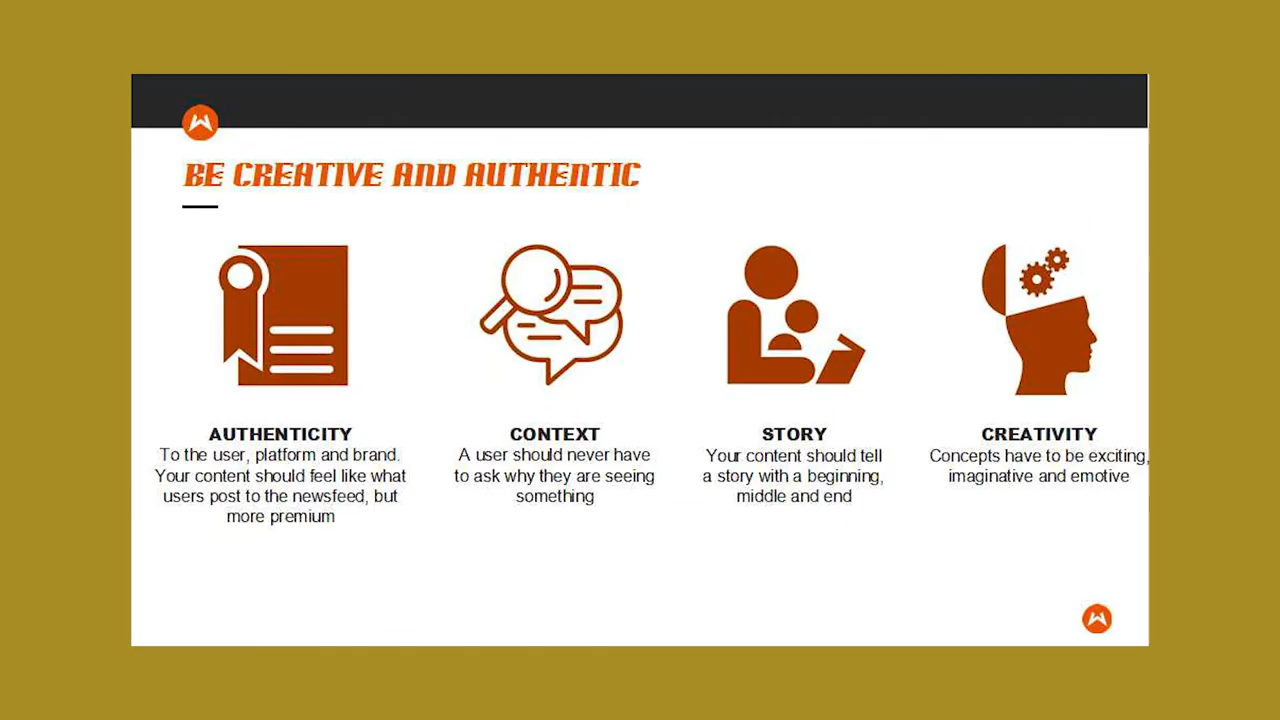 BE CREATIVE AND AUTHENTIC
AUTHENTICITY
To the user, platform and brand.
Your content should feel like what
users post to the newsfeed, but
more premium
CONTEXT
A user should never have
to ask why they are seeing
something
STORY
Your content should tell
a story with a beginning,
middle and end
CREATIVITY
Concepts have to be exciting,
imaginative and emotive